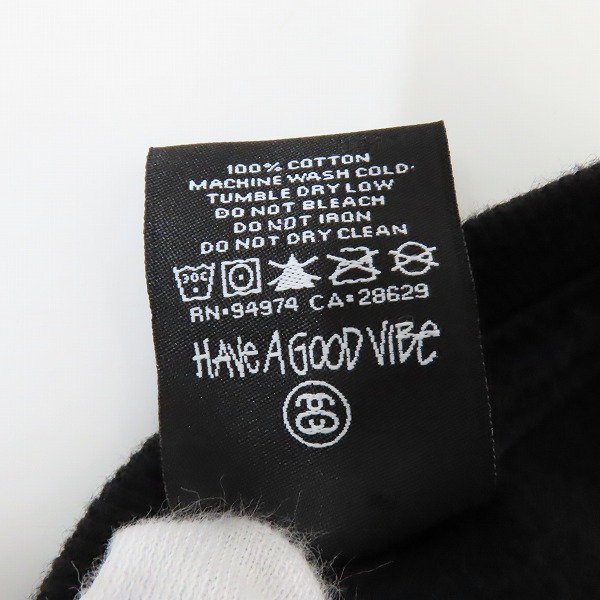 100% COTTON
MACHINE WASH COLD.
TUMBLE DRY LOW
DO NOT BLEACH
DO NOT IRON
DO NOT DRY CLEAN
30C
RN:94974 CA:28629
HAVE A GOOD VIBE